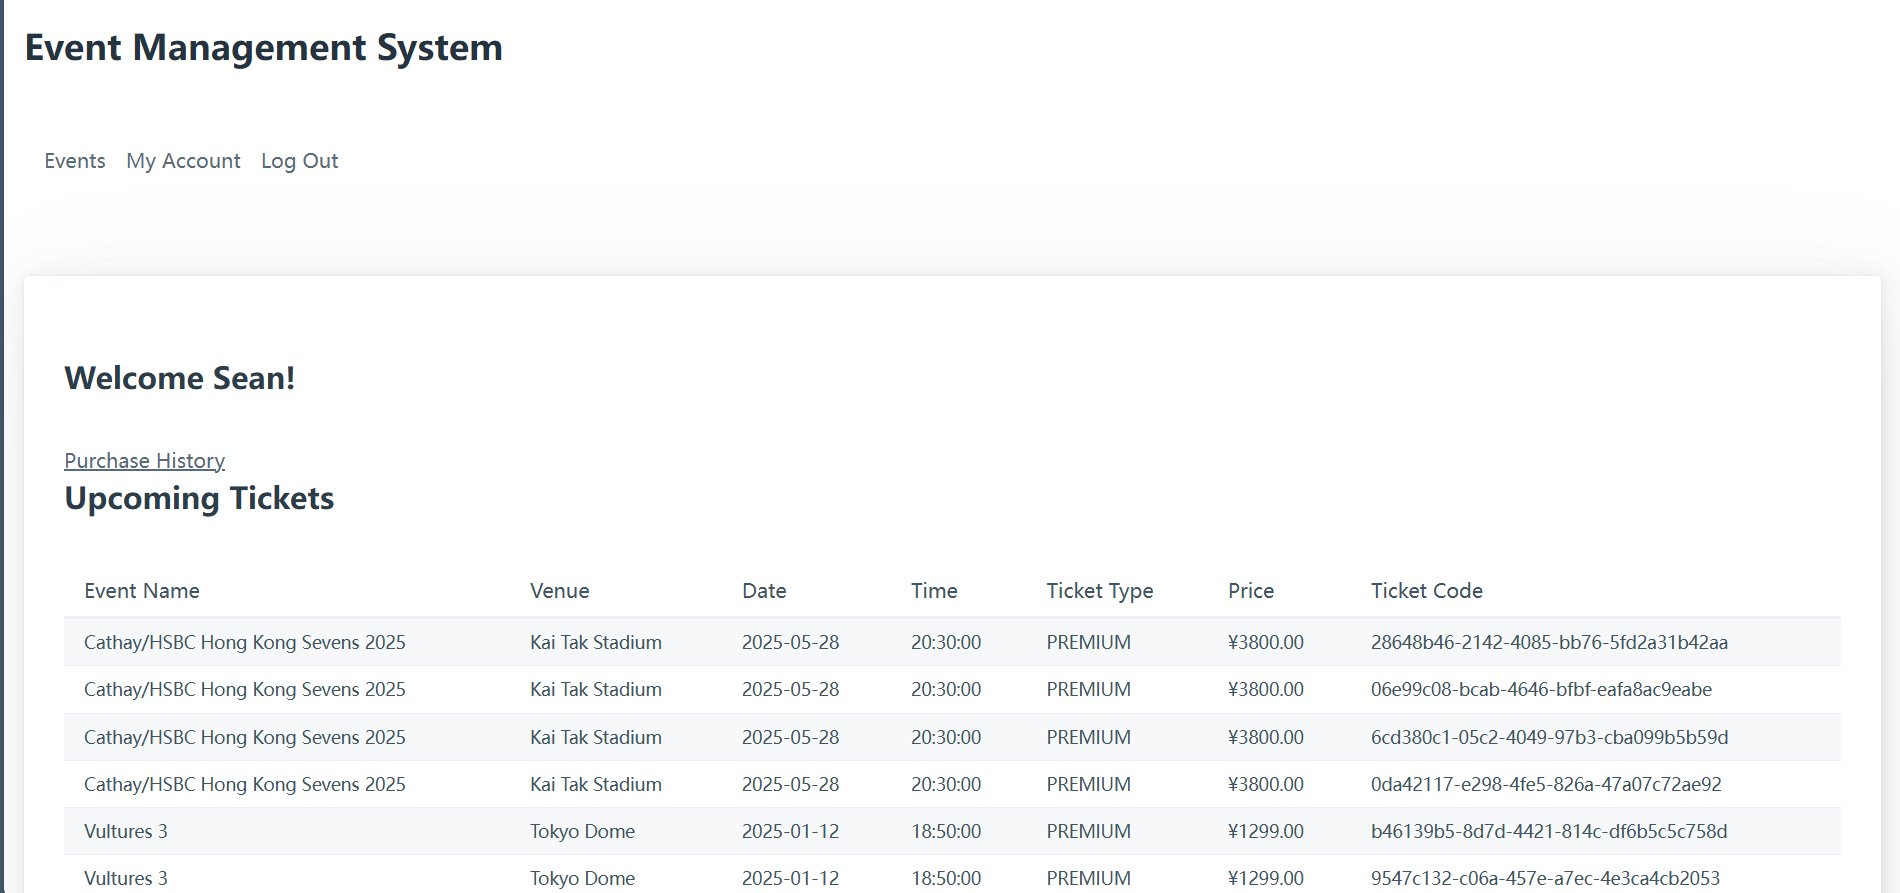 Event Management System
Events My Account Log Out
Welcome Sean!
Purchase History
Upcoming Tickets
Event Name Venue Date Time Ticket Type Price Ticket Code
Cathay/HSBC Hong Kong Sevens 2025 Kai Tak Stadium 2025-05-28 20:30:00 PREMIUM ¥3800.00 28648b46-2142-4085-bb76-5fd2a31b42aa
Cathay/HSBC Hong Kong Sevens 2025 Kai Tak Stadium 2025-05-28 20:30:00 PREMIUM ¥3800.00 06e99c08-bcab-4646-bfbf-eafa8ac9eabe
Cathay/HSBC Hong Kong Sevens 2025 Kai Tak Stadium 2025-05-28 20:30:00 PREMIUM ¥3800.00 6cd380c1-05c2-4049-97b3-cba099b5b59d
Cathay/HSBC Hong Kong Sevens 2025 Kai Tak Stadium 2025-05-28 20:30:00 PREMIUM ¥3800.00 0da42117-e298-4fe5-826a-47a07c72ae92
Vultures 3 Tokyo Dome 2025-01-12 18:50:00 PREMIUM ¥1299.00 b46139b5-8d7d-4421-814c-df6b5c5c758d
Vultures 3 Tokyo Dome 2025-01-12 18:50:00 PREMIUM ¥1299.00 9547c132-c06a-457e-a7ec-4e3ca4cb2053